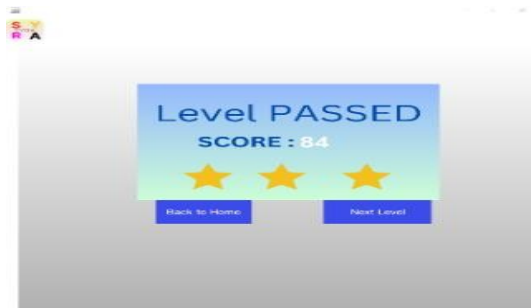 S Y
R A
Level PASSED
SCORE : 84
Back to Home
Next Level